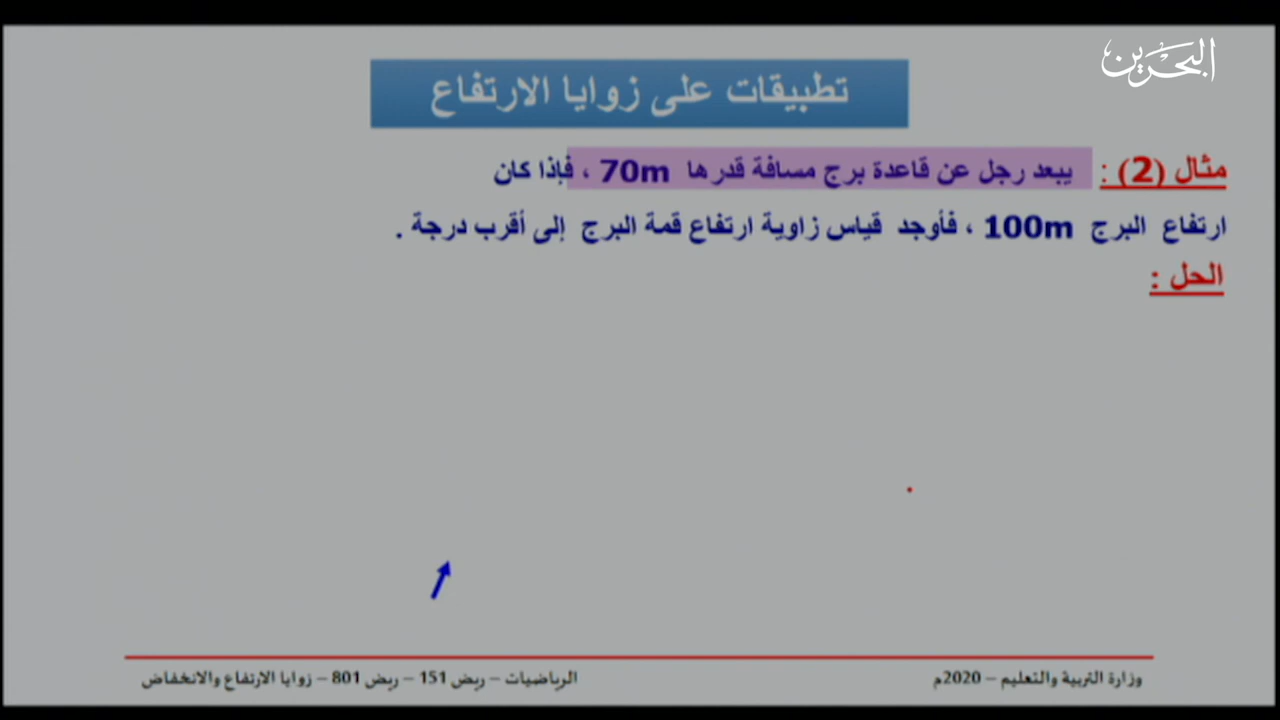 البحرين
تطبيقات على زوايا الارتفاع
مثال (2) : يبعد رجل عن قاعدة برج مسافة قدرها 70m ، فإذا كان
ارتفاع البرج 100m ، فأوجد قياس زاوية ارتفاع قمة البرج إلى أقرب درجة .
الحل :
وزارة التربية والتعليم – 2020م
الرياضيات – ريض 151 – ريض 801 – زوايا الارتفاع والانخفاض